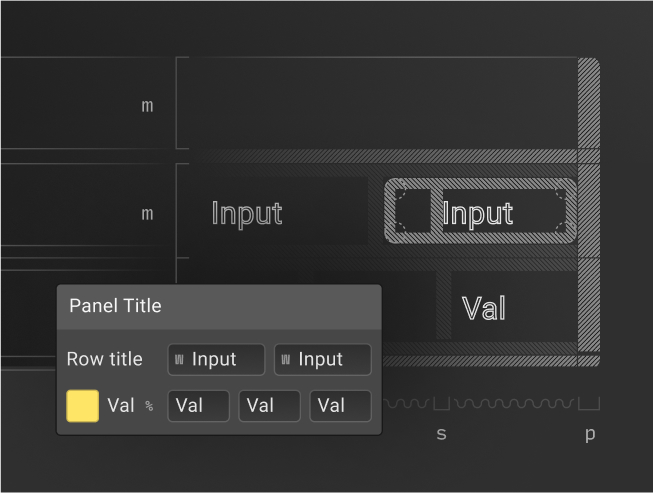 m
m Input Input
Val
Panel Title
Row title W Input W Input
Val % Val Val Val
s p